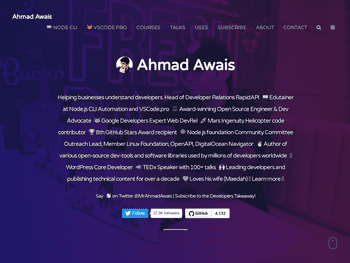 Ahmad Awais
NODE CLI VSCODE.PRO COURSES TALKS USES SUBSCRIBE ABOUT CONTACT
Ahmad Awais
Helping businesses understand developers. Head of Developer Relations RapidAPI Edutainer
at Node.js CLI Automation and VSCode.pro Award-winning Open Source Engineer & Dev
Advocate Google Developers Expert Web DevRel Mars Ingenuity Helicopter code
contributor 8th GitHub Stars Award recipient Node.js foundation Community Committee
Outreach Lead, Member Linux Foundation, OpenAPI, DigitalOcean Navigator Author of
various open-source dev-tools and software libraries used by millions of developers worldwide
WordPress Core Developer TEDx Speaker with 100+ talks Leading developers and
publishing technical content for over a decade Loves his wife (Maedah) Learn more
Say on Twitter @MrAhmadAwais | Subscribe to the Developers Takeaway!
Follow followers GitHub 4,133